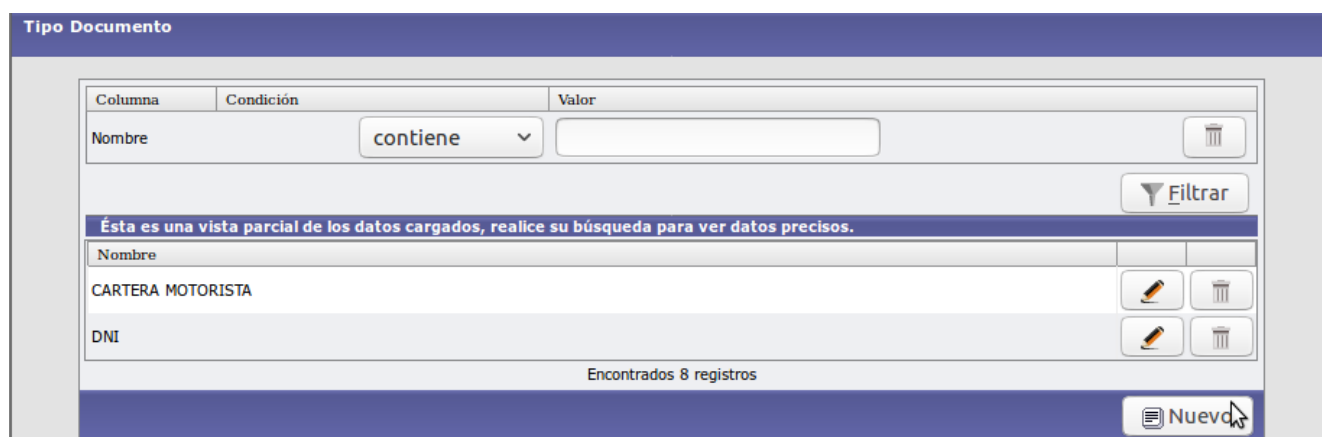 Tipo Documento
Columna Condición Valor
Nombre contiene
Filtrar
Ésta es una vista parcial de los datos cargados, realice su búsqueda para ver datos precisos.
Nombre
CARTERA MOTORISTA
DNI
Encontrados 8 registros
Nuevo